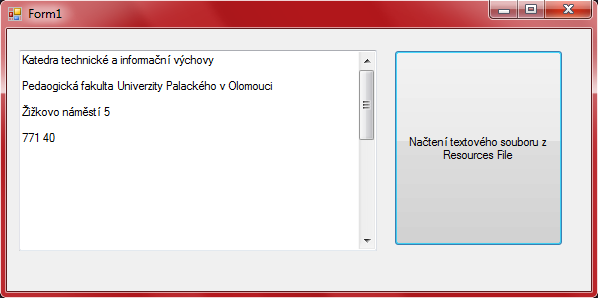 Form1
Katedra technické a informační výchovy
Pedaogická fakulta Univerzity Palackého v Olomouci
Žižkovo náměstí 5
771 40
Načtení textového souboru z
Resources File